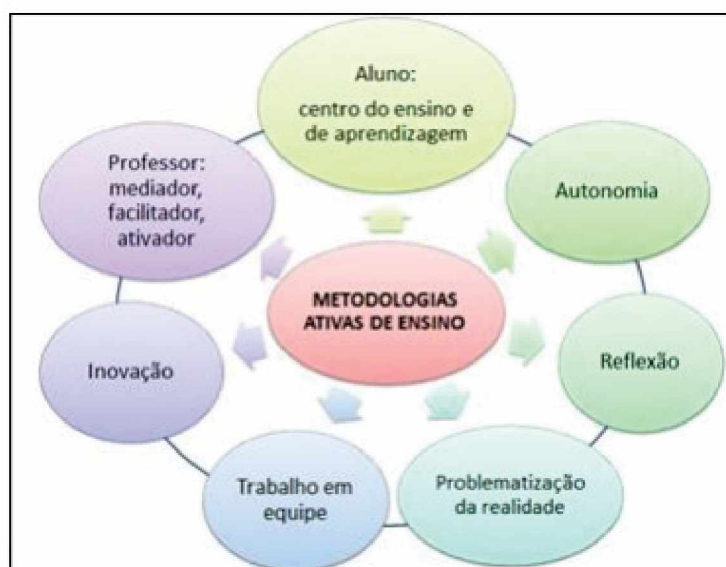 Aluno:
centro do ensino e
de aprendizagem
Professor:
mediador,
facilitador,
ativador
Autonomia
METODOLOGIAS
ATIVAS DE ENSINO
Inovação
Reflexão
Trabalho em
equipe
Problematização
da realidade